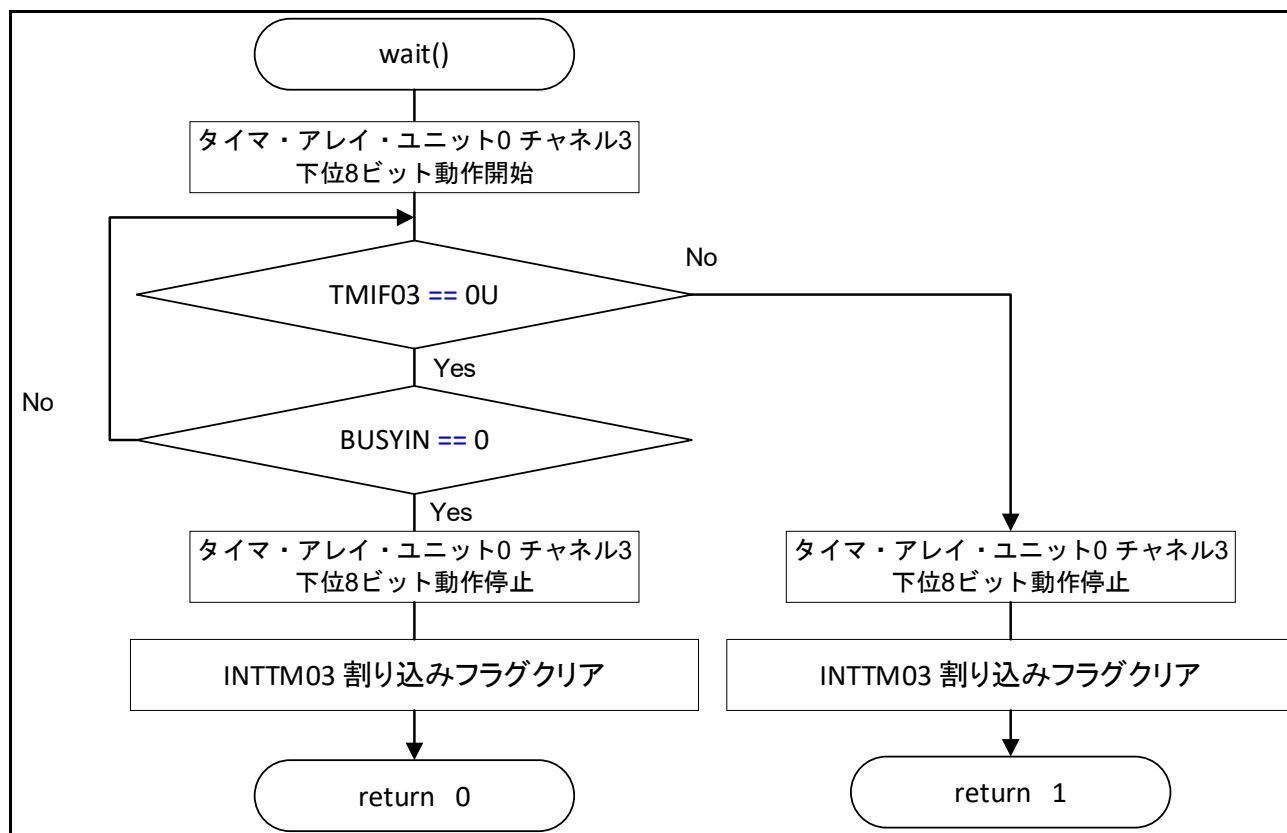 wait()
タイマ・アレイ・ユニット0 チャネル3
下位8ビット動作開始
TMIF03 == 0U
No
Yes
No
BUSYIN == 0
Yes
タイマ・アレイ・ユニット0 チャネル3
下位8ビット動作停止
INTTM03 割り込みフラグクリア
return 0
タイマ・アレイ・ユニット0 チャネル3
下位8ビット動作停止
INTTM03 割り込みフラグクリア
return 1